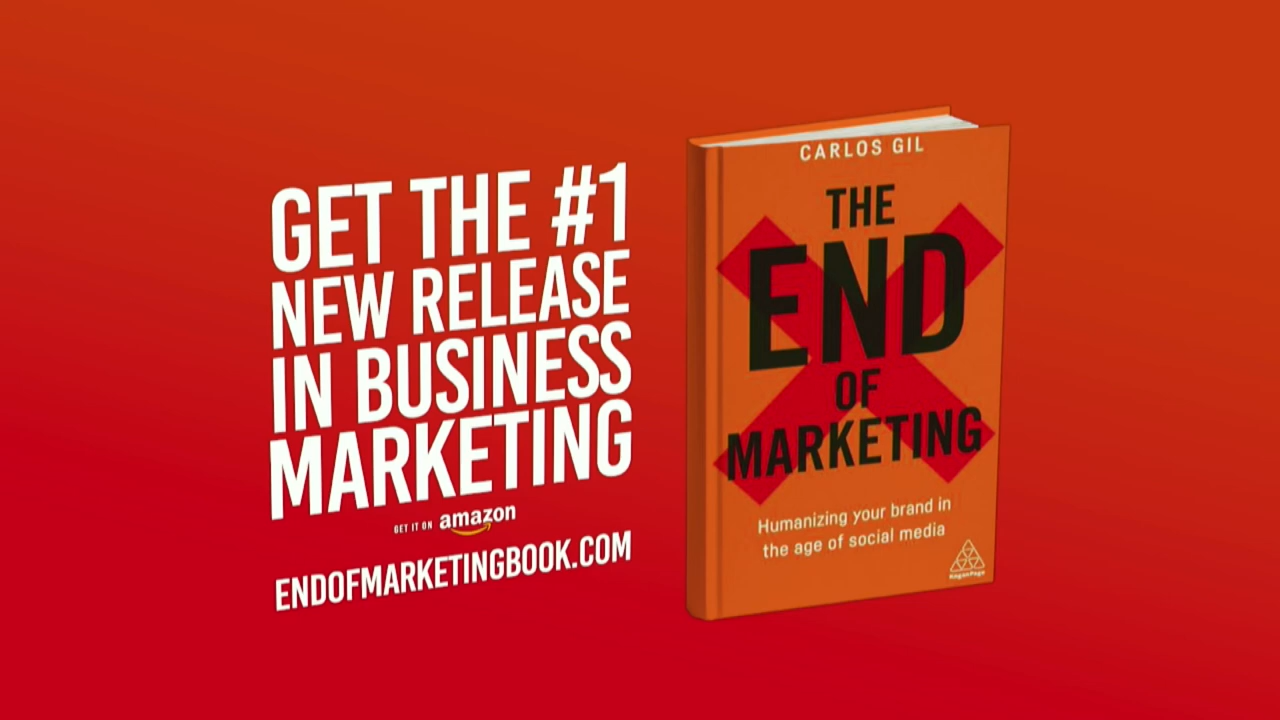 GET THE #1
NEW RELEASE
IN BUSINESS
MARKETING
GET IT ON amazon
ENDOFMARKETINGBOOK.COM
CARLOS GIL
THE
END
OF
MARKETING
Humanizing your brand in
the age of social media
KoganPage